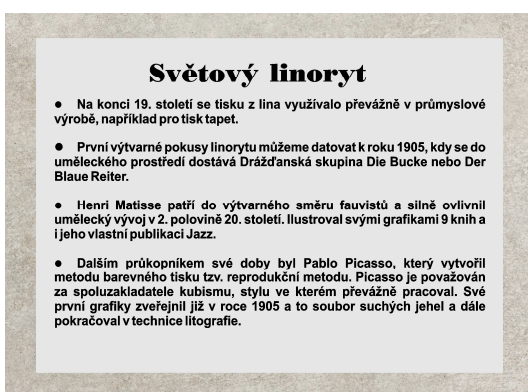 Světový linoryt
● Na konci 19. století se tisku z lina využívalo převážně v průmyslové
výrobě, například pro tisk tapet.
● První výtvarné pokusy linorytu můžeme datovat k roku 1905, kdy se do
uměleckého prostředí dostává Drážďanská skupina Die Bucke nebo Der
Blaue Reiter.
● Henri Matisse patří do výtvarného směru fauvistů a silně ovlivnil
umělecký vývoj v 2. polovině 20. století. Ilustroval svými grafikami 9 knih a
i jeho vlastní publikaci Jazz.
● Dalším průkopníkem své doby byl Pablo Picasso, který vytvořil
metodu barevného tisku tzv. reprodukční metodu. Picasso je považován
za spoluzakladatele kubismu, stylu ve kterém převážně pracoval. Své
první grafiky zveřejnil již v roce 1905 a to soubor suchých jehel a dále
pokračoval v technice litografie.